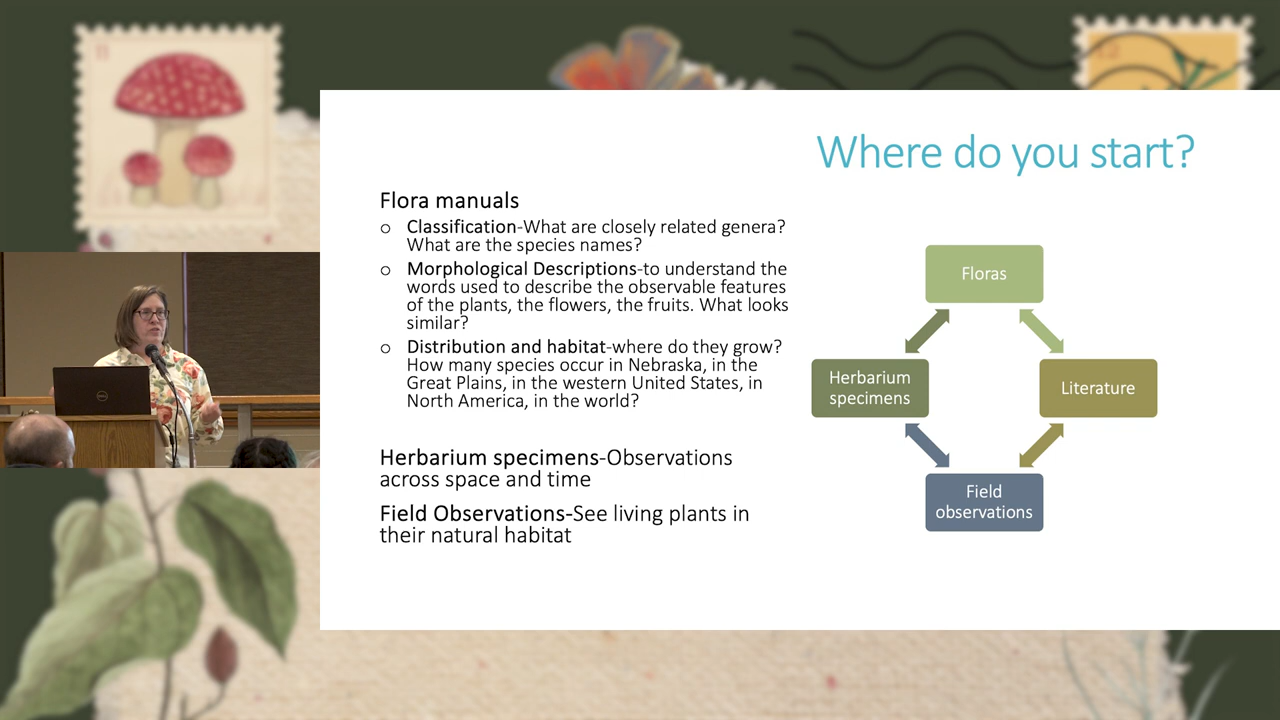 Where do you start?
Flora manuals
o Classification-What are closely related genera?
What are the species names?
o Morphological Descriptions-to understand the
words used to describe the observable features
of the plants, the flowers, the fruits. What looks
similar?
o Distribution and habitat-where do they grow?
How many species occur in Nebraska, in the
Great Plains, in the western United States, in
North America, in the world?
Herbarium specimens-Observations
across space and time
Field Observations-See living plants in
their natural habitat
Floras
Herbarium
specimens
Literature
Field
observations